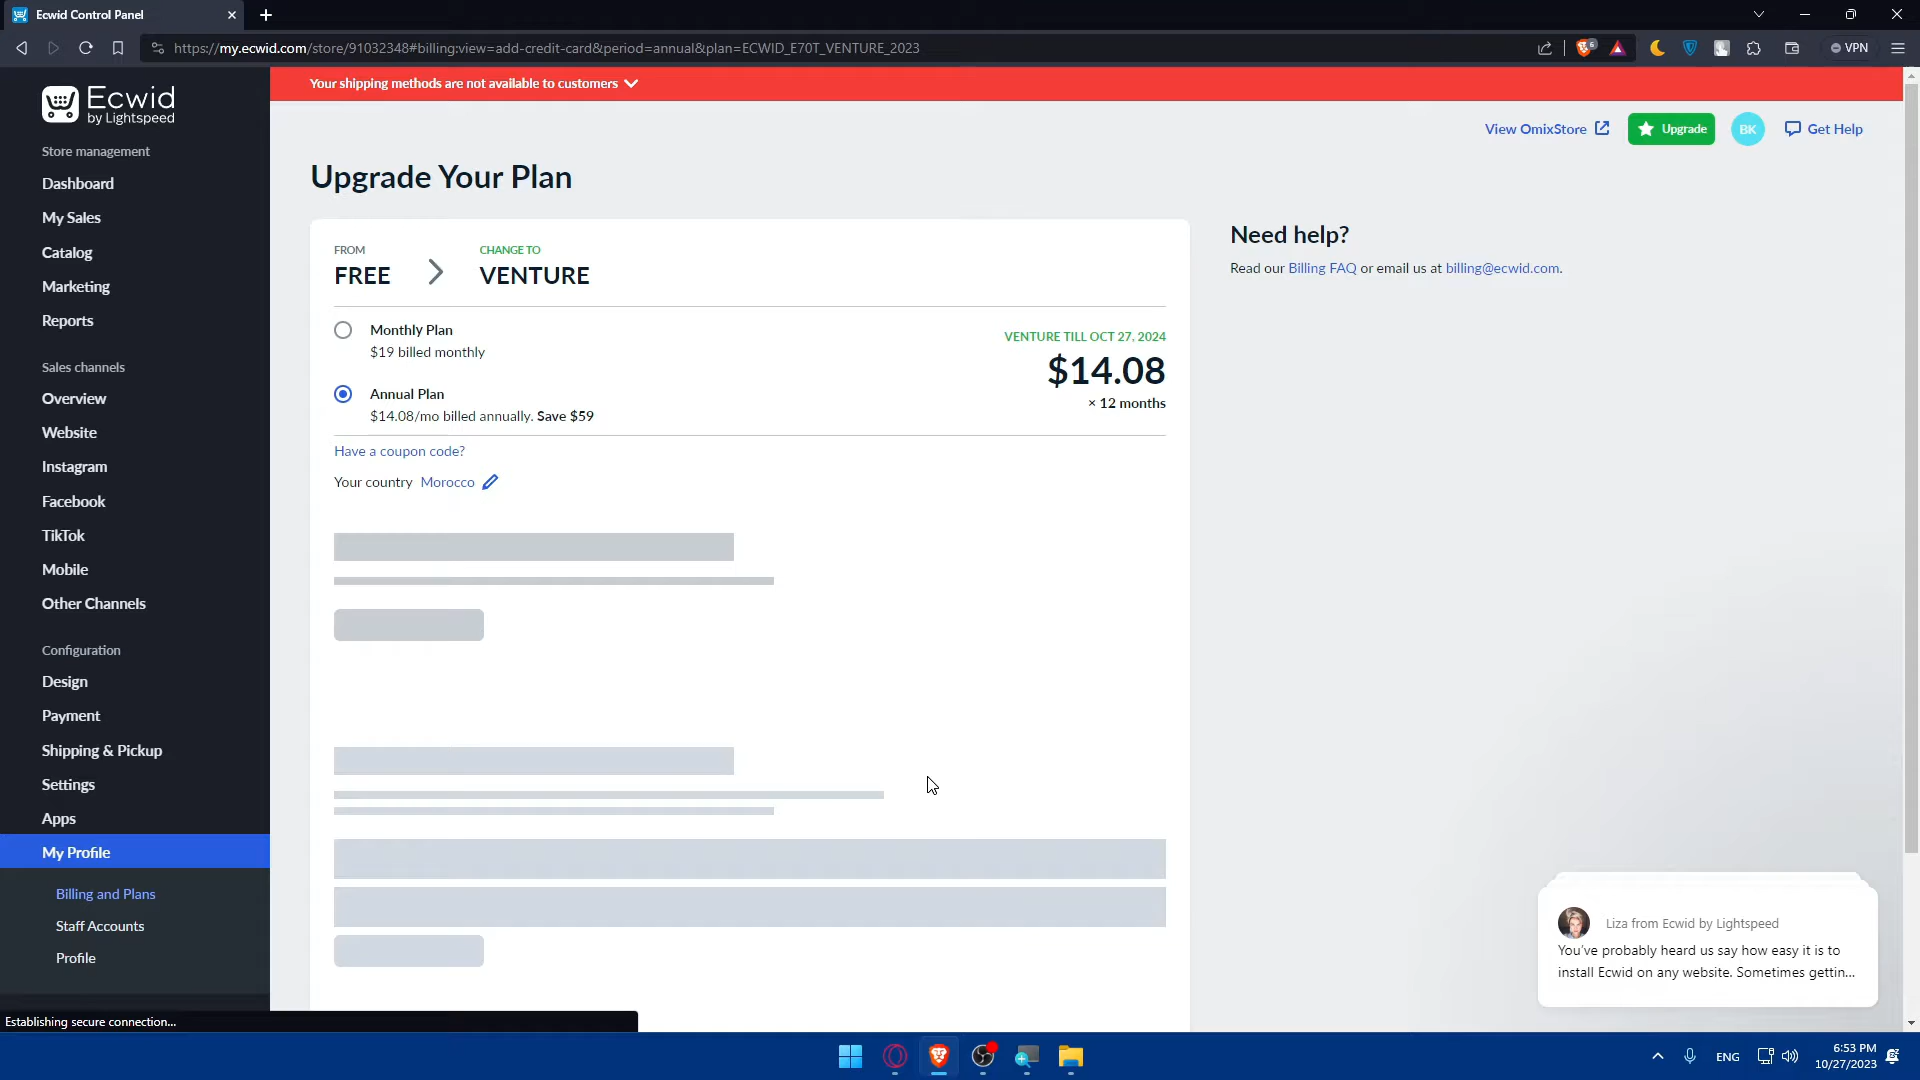 Ecwid Control Panel
https://my.ecwid.com/store/91032348#billing:view=add-credit-card&period=annual&plan=ECWID_E70T_VENTURE_2023
6
VPN
Ecwid
by Lightspeed
Store management
Dashboard
My Sales
Catalog
Marketing
Reports
Sales channels
Overview
Website
Instagram
Facebook
TikTok
Mobile
Other Channels
Configuration
Design
Payment
Shipping & Pickup
Settings
Apps
My Profile
Billing and Plans
Staff Accounts
Profile
Your shipping methods are not available to customers
View OmixStore
Upgrade
BK
Get Help
Upgrade Your Plan
FROM
FREE
CHANGE TO
VENTURE
Monthly Plan
$19 billed monthly
Annual Plan
$14.08/mo billed annually. Save $59
VENTURE TILL OCT 27, 2024
$14.08
× 12 months
Have a coupon code?
Your country Morocco
Need help?
Read our Billing FAQ or email us at billing@ecwid.com.
Liza from Ecwid by Lightspeed
You've probably heard us say how easy it is to
install Ecwid on any website. Sometimes gettin...
Establishing secure connection...
ENG
6:53 PM
10/27/2023